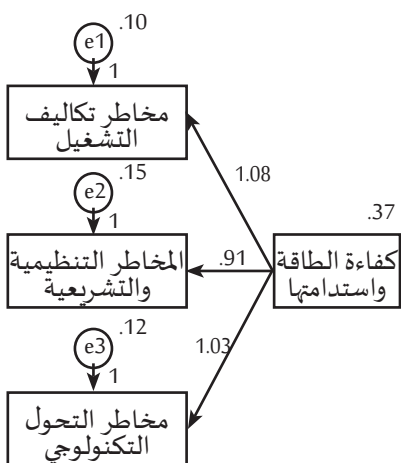 .10
e1
1
مخاطر تكاليف
التشغيل
1.08
.15
e2
1
المخاطر التنظيمية
والتشريعية
.91
.37
كفاءة الطاقة
واستدامتها
.12
e3
1
1.03
مخاطر التحول
التكنولوجي